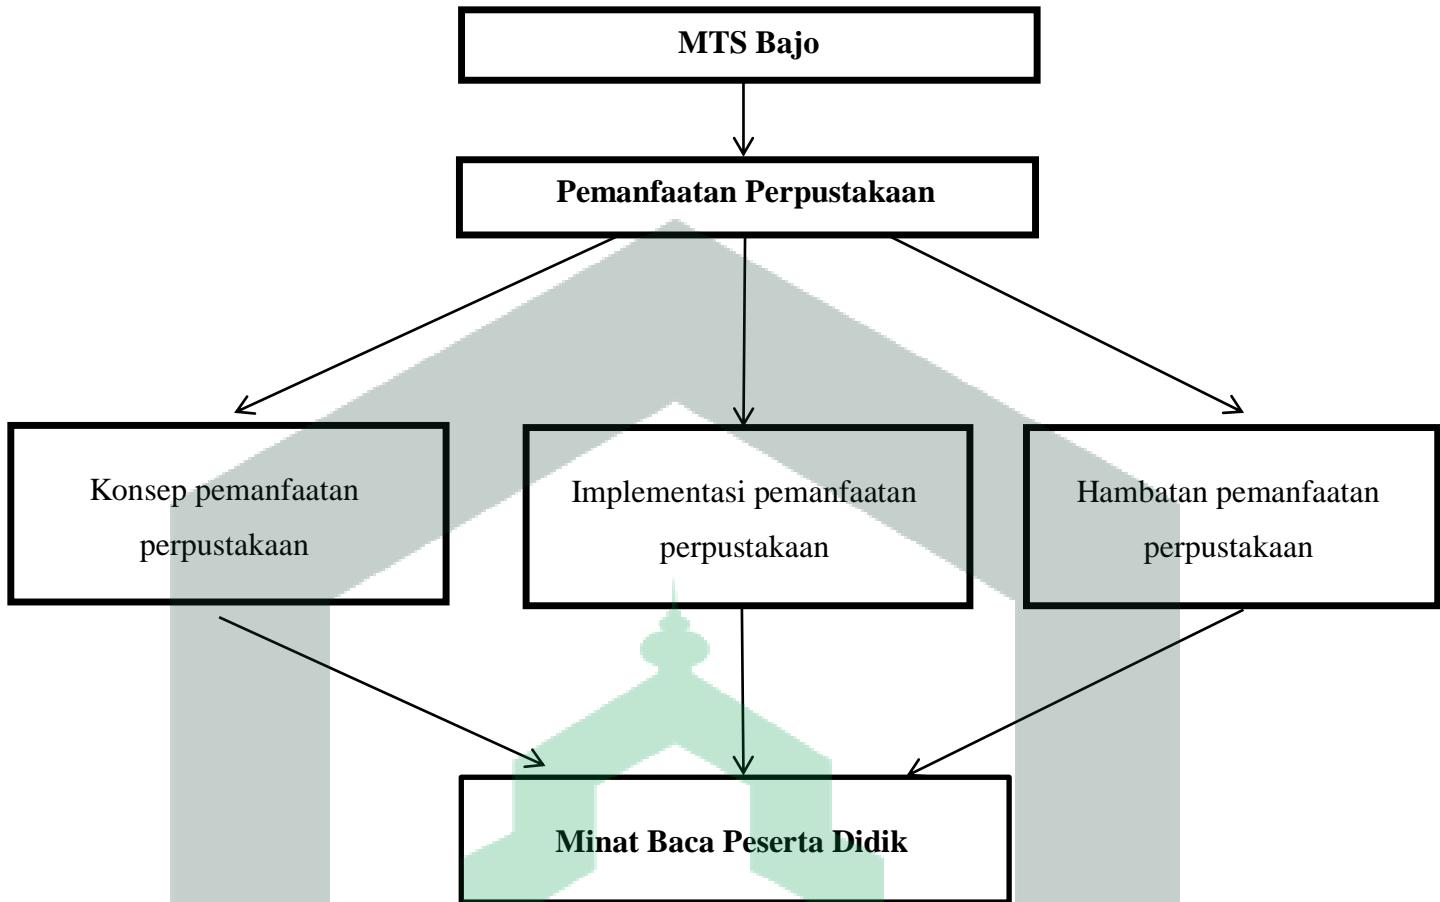 MTS Bajo
Pemanfaatan Perpustakaan
Konsep pemanfaatan
perpustakaan
Implementasi pemanfaatan
perpustakaan
Hambatan pemanfaatan
perpustakaan
Minat Baca Peserta Didik